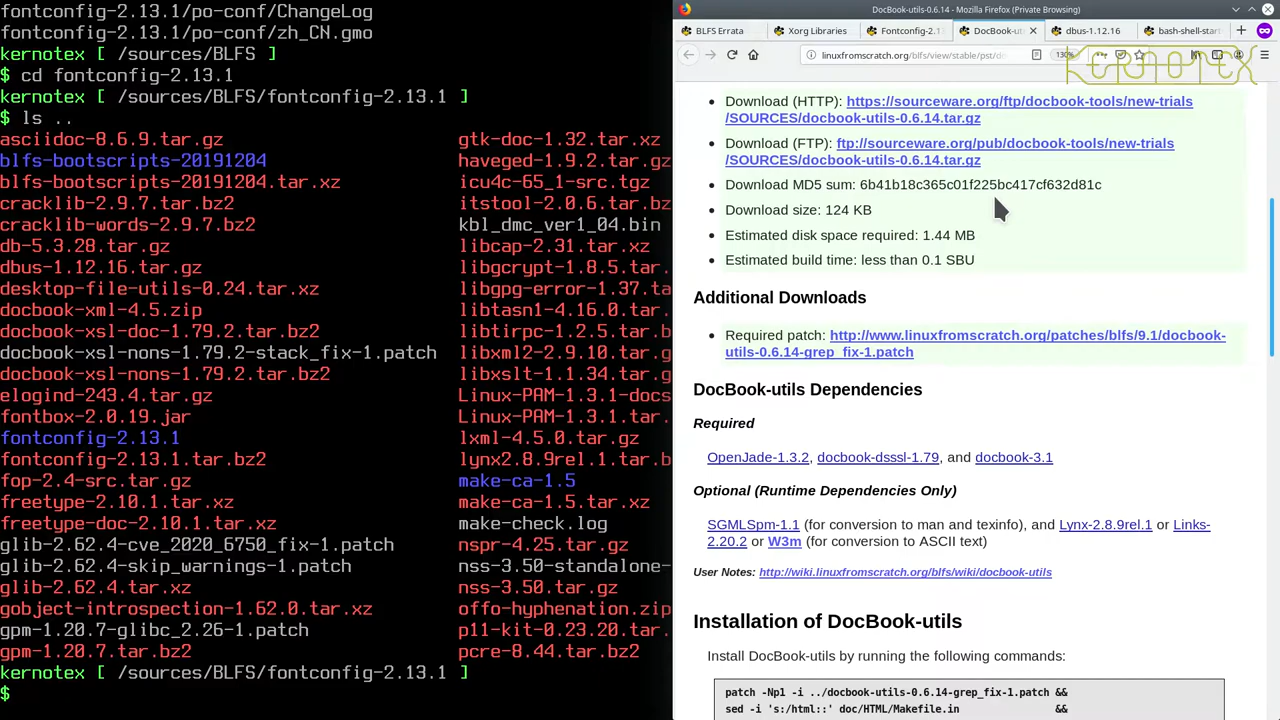 fontconfig-2.13.1/po-conf/ChangeLog
fontconfig-2.13.1/po-conf/zh_CN.gmo
kernotex [ /sources/BLFS ]
$ cd fontconfig-2.13.1
kernotex [ /sources/BLFS/fontconfig-2.13.1 ]
$ ls ..
asciidoc-8.6.9.tar.gz gtk-doc-1.32.tar.xz
blfs-bootscripts-20191204 haveged-1.9.2.tar.gz
blfs-bootscripts-20191204.tar.xz icu4c-65_1-src.tgz
cracklib-2.9.7.tar.bz2 itstool-2.0.6.tar.bz
cracklib-words-2.9.7.bz2 kbl_dmc_ver1_04.bin
db-5.3.28.tar.gz libcap-2.31.tar.xz
dbus-1.12.16.tar.gz libgcrypt-1.8.5.tar.
desktop-file-utils-0.24.tar.xz libgpg-error-1.37.ta
docbook-xml-4.5.zip libtasn1-4.16.0.tar.
docbook-xsl-doc-1.79.2.tar.bz2 libtirpc-1.2.5.tar.b
docbook-xsl-nons-1.79.2-stack_fix-1.patch libxml2-2.9.10.tar.g
docbook-xsl-nons-1.79.2.tar.bz2 libxslt-1.1.34.tar.g
elogind-243.4.tar.gz Linux-PAM-1.3.1-docs
fontbox-2.0.19.jar Linux-PAM-1.3.1.tar.
fontconfig-2.13.1 lxml-4.5.0.tar.gz
fontconfig-2.13.1.tar.bz2 lynx2.8.9rel.1.tar.b
fop-2.4-src.tar.gz make-ca-1.5
freetype-2.10.1.tar.xz make-ca-1.5.tar.xz
freetype-doc-2.10.1.tar.xz make-check.log
glib-2.62.4-cve_2020_6750_fix-1.patch nspr-4.25.tar.gz
glib-2.62.4-skip_warnings-1.patch nss-3.50-standalone-
glib-2.62.4.tar.xz nss-3.50.tar.gz
gobject-introspection-1.62.0.tar.xz offo-hyphenation.zip
gpm-1.20.7-glibc_2.26-1.patch p11-kit-0.23.20.tar.
gpm-1.20.7.tar.bz2 pcre-8.44.tar.bz2
kernotex [ /sources/BLFS/fontconfig-2.13.1 ]
$
DocBook-utils-0.6.14 - Mozilla Firefox (Private Browsing)
BLFS Errata Xorg Libraries Fontconfig-2.1 DocBook-ut dbus-1.12.16 bash-shell-start
linuxfromscratch.org/blfs/view/stable/pst/d 130%
KERNOTEX
Download (HTTP): https://sourceware.org/ftp/docbook-tools/new-trials
/SOURCES/docbook-utils-0.6.14.tar.gz
Download (FTP): ftp://sourceware.org/pub/docbook-tools/new-trials
/SOURCES/docbook-utils-0.6.14.tar.gz
Download MD5 sum: 6b41b18c365c01f225bc417cf632d81c
Download size: 124 KB
Estimated disk space required: 1.44 MB
Estimated build time: less than 0.1 SBU
Additional Downloads
Required patch: http://www.linuxfromscratch.org/patches/blfs/9.1/docbook-
utils-0.6.14-grep_fix-1.patch
DocBook-utils Dependencies
Required
OpenJade-1.3.2, docbook-dsssl-1.79, and docbook-3.1
Optional (Runtime Dependencies Only)
SGMLSpm-1.1 (for conversion to man and texinfo), and Lynx-2.8.9rel.1 or Links-
2.20.2 or W3m (for conversion to ASCII text)
User Notes: http://wiki.linuxfromscratch.org/blfs/wiki/docbook-utils
Installation of DocBook-utils
Install DocBook-utils by running the following commands:
patch -Np1 -i ../docbook-utils-0.6.14-grep_fix-1.patch &&
sed -i 's:/html::' doc/HTML/Makefile.in &&